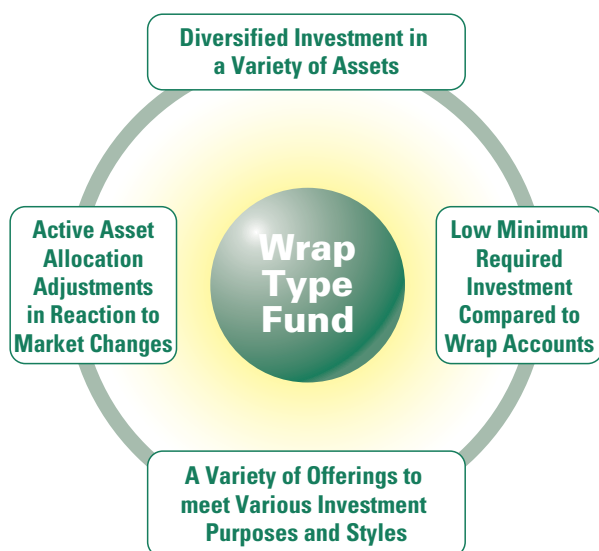 Diversified Investment in
a Variety of Assets
Active Asset
Allocation
Adjustments
in Reaction to
Market Changes
Wrap
Type
Fund
Low Minimum
Required
Investment
Compared to
Wrap Accounts
A Variety of Offerings to
meet Various Investment
Purposes and Styles